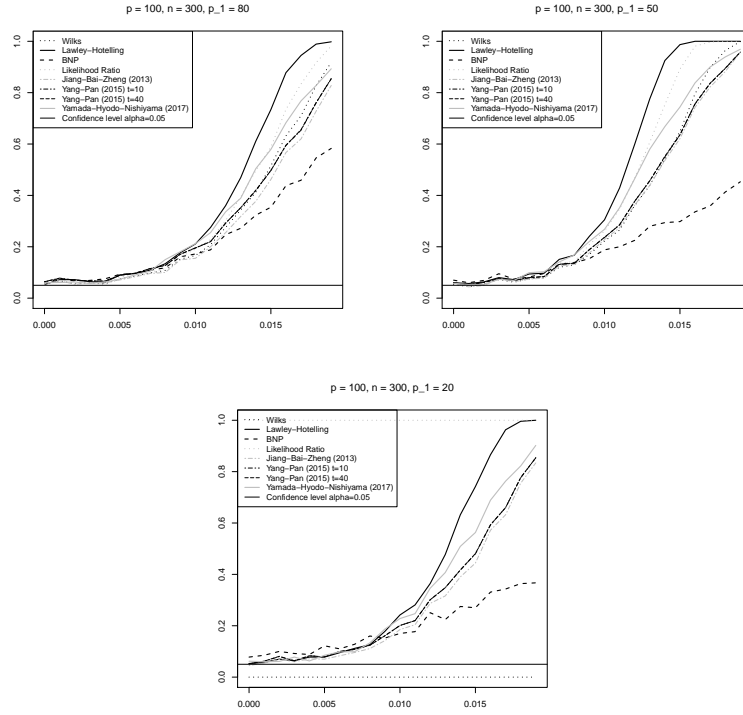 p = 100, n = 300, p_1 = 80
Wilks
Lawley−Hotelling
BNP
Likelihood Ratio
Jiang−Bai−Zheng (2013)
Yang−Pan (2015) t=10
Yang−Pan (2015) t=40
Yamada−Hyodo−Nishiyama (2017)
Confidence level alpha=0.05
1.0
0.8
0.6
0.4
0.2
0.0
0.000 0.005 0.010 0.015
p = 100, n = 300, p_1 = 50
Wilks
Lawley−Hotelling
BNP
Likelihood Ratio
Jiang−Bai−Zheng (2013)
Yang−Pan (2015) t=10
Yang−Pan (2015) t=40
Yamada−Hyodo−Nishiyama (2017)
Confidence level alpha=0.05
1.0
0.8
0.6
0.4
0.2
0.0
0.000 0.005 0.010 0.015
p = 100, n = 300, p_1 = 20
Wilks
Lawley−Hotelling
BNP
Likelihood Ratio
Jiang−Bai−Zheng (2013)
Yang−Pan (2015) t=10
Yang−Pan (2015) t=40
Yamada−Hyodo−Nishiyama (2017)
Confidence level alpha=0.05
1.0
0.8
0.6
0.4
0.2
0.0
0.000 0.005 0.010 0.015